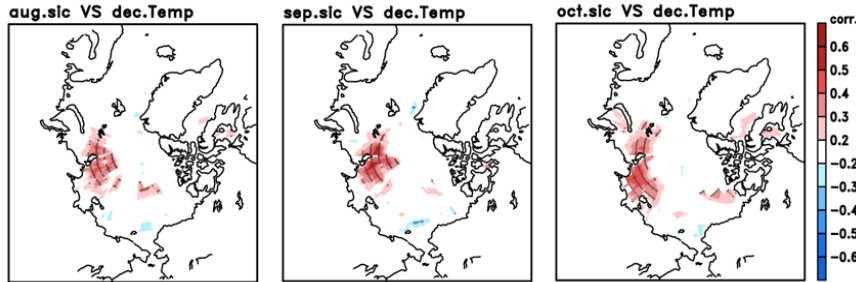 aug.sic VS dec.Temp
sep.sic VS dec.Temp
oct.sic VS dec.Temp
corr.
0.6
0.5
0.4
0.3
0.2
-0.2
-0.3
-0.4
-0.5
-0.6